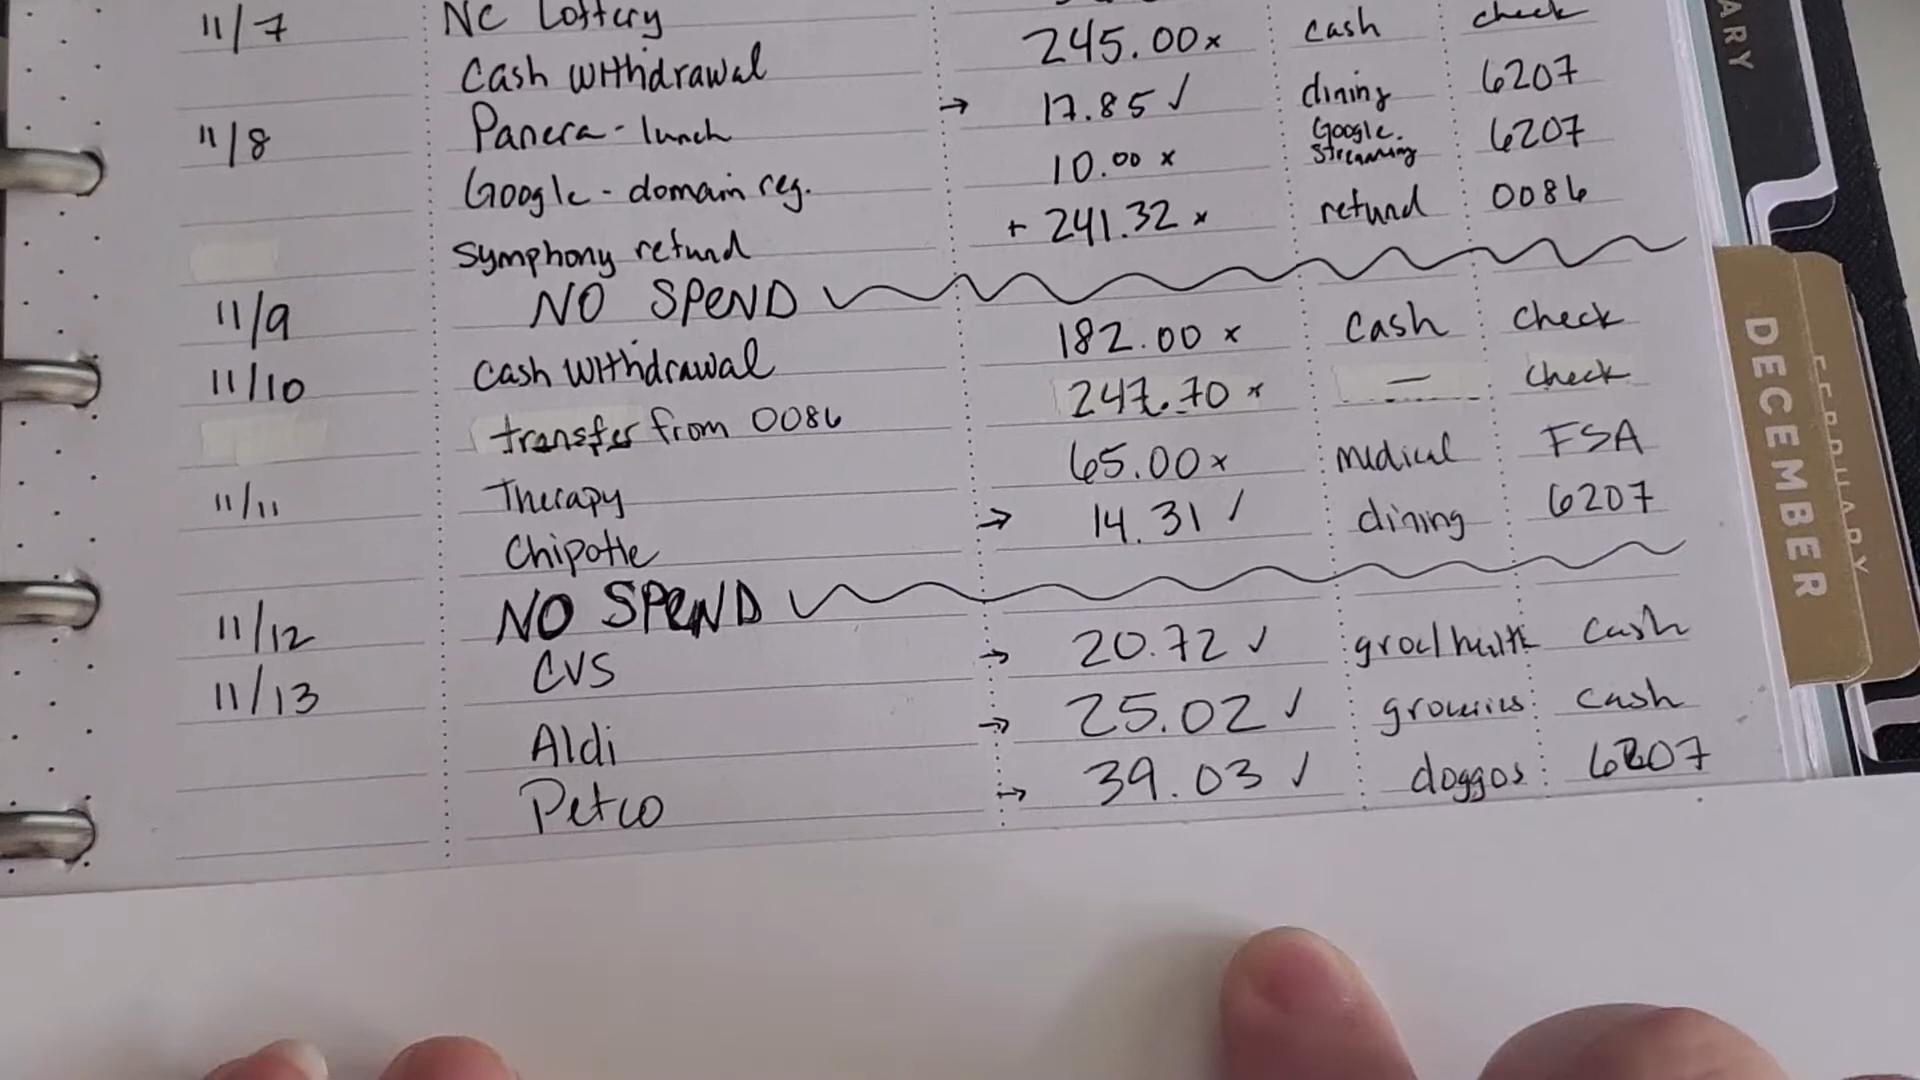 11/7 NC Lottery
Cash Withdrawal 245.00 x cash check
11/8 Panera - lunch → 17.85 ✓ dining 6207
Google - domain reg. 10.00 x Google. Streaming 6207
Symphony refund + 241.32 x refund 0086
11/9 NO SPEND
11/10 Cash Withdrawal 182.00 x cash check
transfer from 0086 247.70 x — check
11/11 Therapy 65.00 x medical FSA
Chipotle → 14.31 ✓ dining 6207
11/12 NO SPEND
11/13 CVS → 20.72 ✓ groc/health cash
Aldi → 25.02 ✓ groceries cash
Petco → 39.03 ✓ doggos 6207
DECEMBER
FEBRUARY